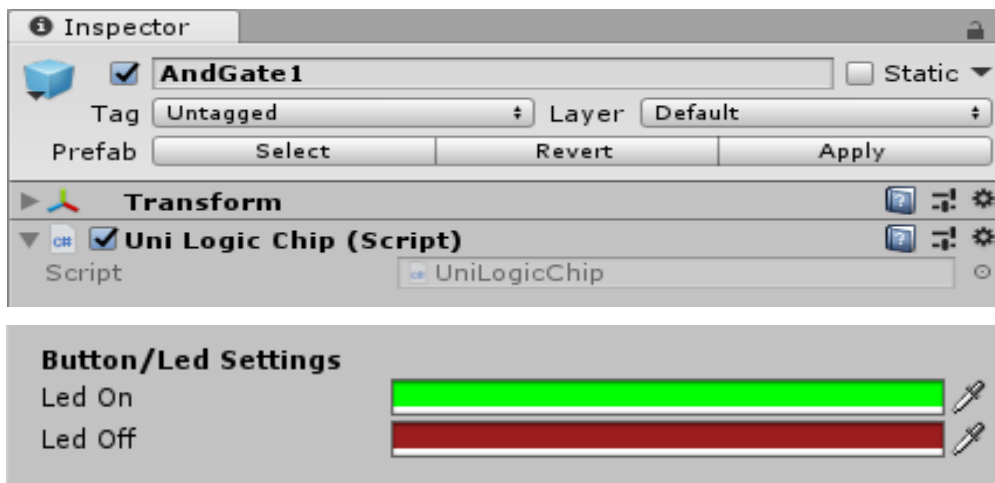 Inspector
AndGate1 Static
Tag Untagged Layer Default
Prefab Select Revert Apply
Transform
c# Uni Logic Chip (Script)
Script UniLogicChip
Button/Led Settings
Led On
Led Off